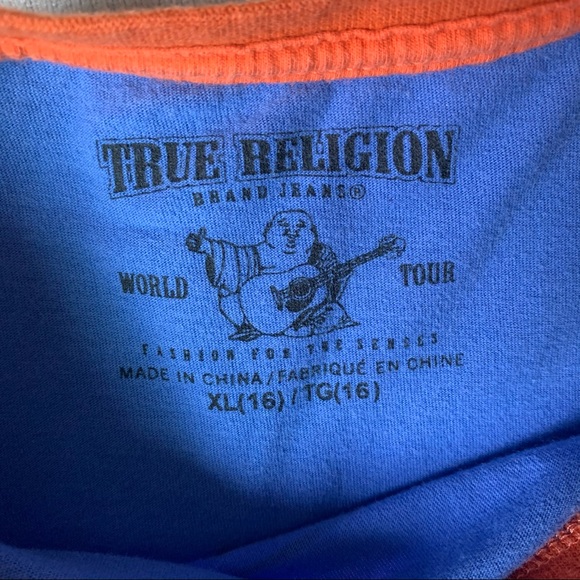 TRUE RELIGION
BRAND JEANS®
WORLD TOUR
FASHION FOR THE SENSES
MADE IN CHINA/FABRIQUÉ EN CHINE
XL(16)/TG(16)